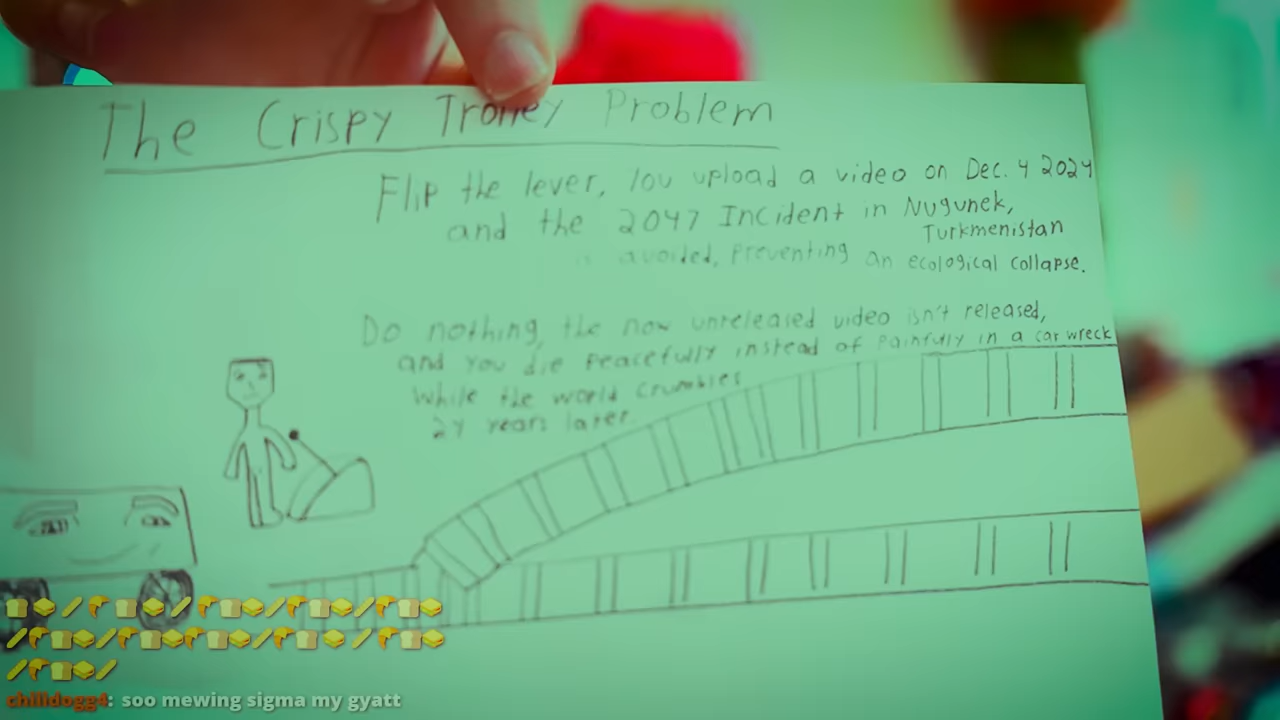 The Crispy Trolley Problem
Flip the lever, You upload a video on Dec. 4 2024
and the 2047 Incident in Nugunek,
Turkmenistan
is avoided, preventing an ecological collapse.
Do nothing, the now unreleased video isn't released,
and you die peacefully instead of painfully in a car wreck
while the world crumbles
24 years later
chilldogg4: soo mewing sigma my gyatt